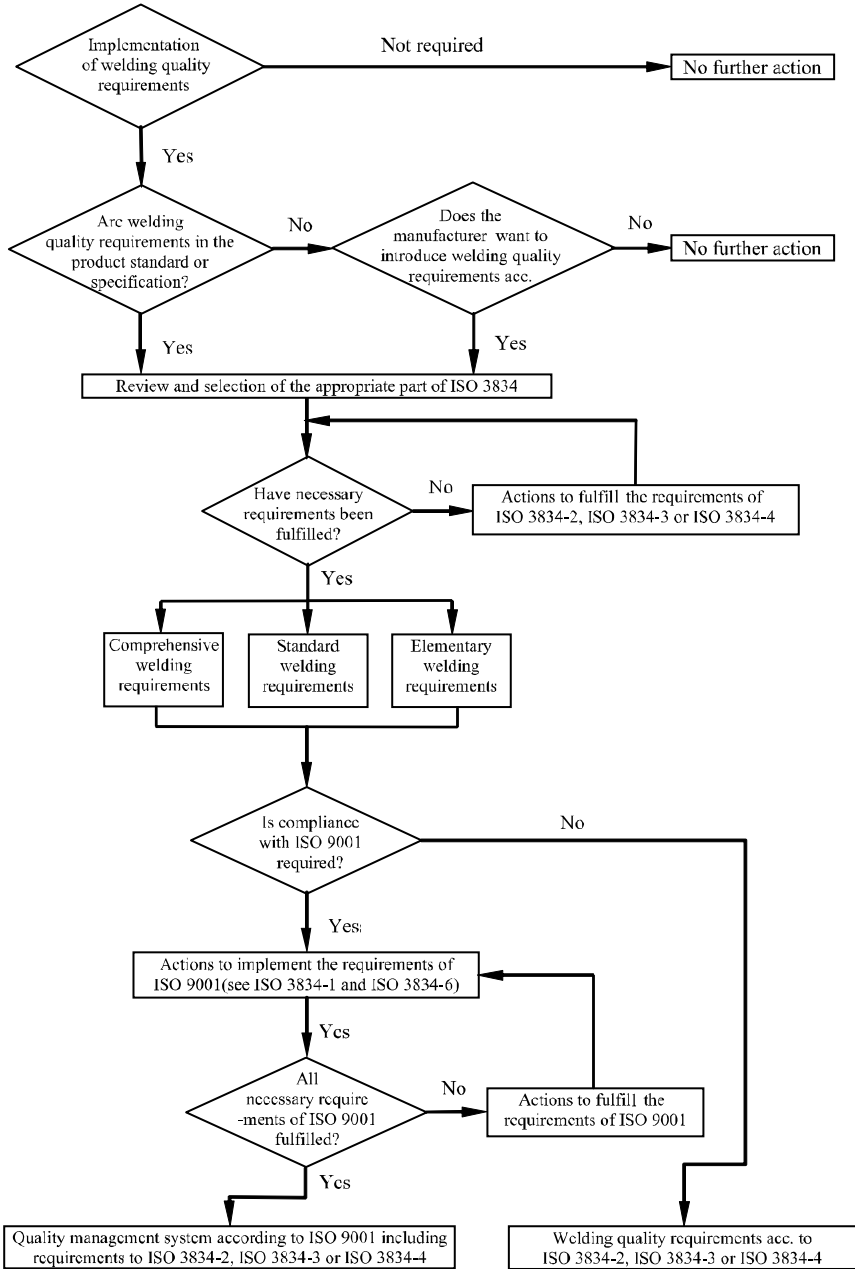 Implementation
of welding quality
requirements
Not required
No further action
Yes
Arc welding
quality requirements in the
product standard or
specification?
No
Does the
manufacturer want to
introduce welding quality
requirements acc.
No
No further action
Yes
Yes
Review and selection of the appropriate part of ISO 3834
Have necessary
requirements been
fulfilled?
No
Actions to fulfill the requirements of
ISO 3834-2, ISO 3834-3 or ISO 3834-4
Yes
Comprehensive
welding
requirements
Standard
welding
requirements
Elementary
welding
requirements
Is compliance
with ISO 9001
required?
No
Yes
Actions to implement the requirements of
ISO 9001(see ISO 3834-1 and ISO 3834-6)
Yes
All
necessary require
-ments of ISO 9001
fulfilled?
No
Actions to fulfill the
requirements of ISO 9001
Yes
Quality management system according to ISO 9001 including
requirements to ISO 3834-2, ISO 3834-3 or ISO 3834-4
Welding quality requirements acc. to
ISO 3834-2, ISO 3834-3 or ISO 3834-4